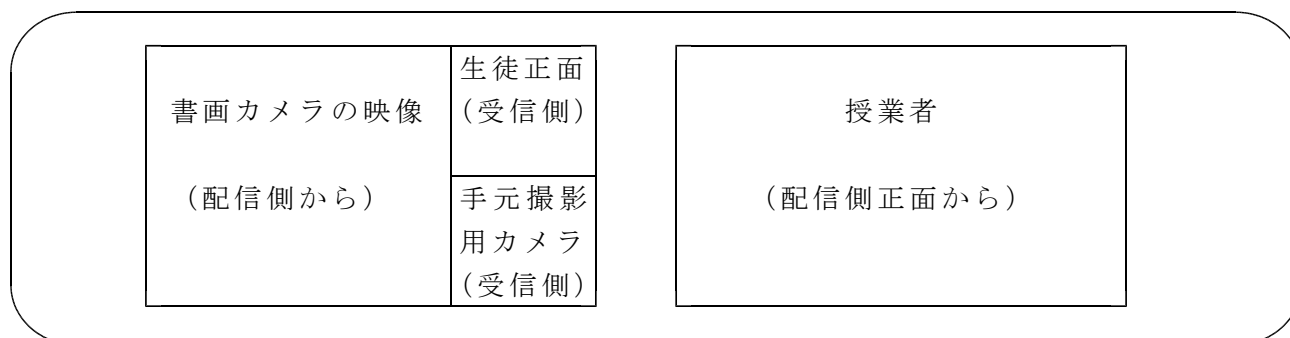 書画カメラの映像
(配信側から)
生徒正面
(受信側)
手元撮影
用カメラ
(受信側)
授業者
(配信側正面から)